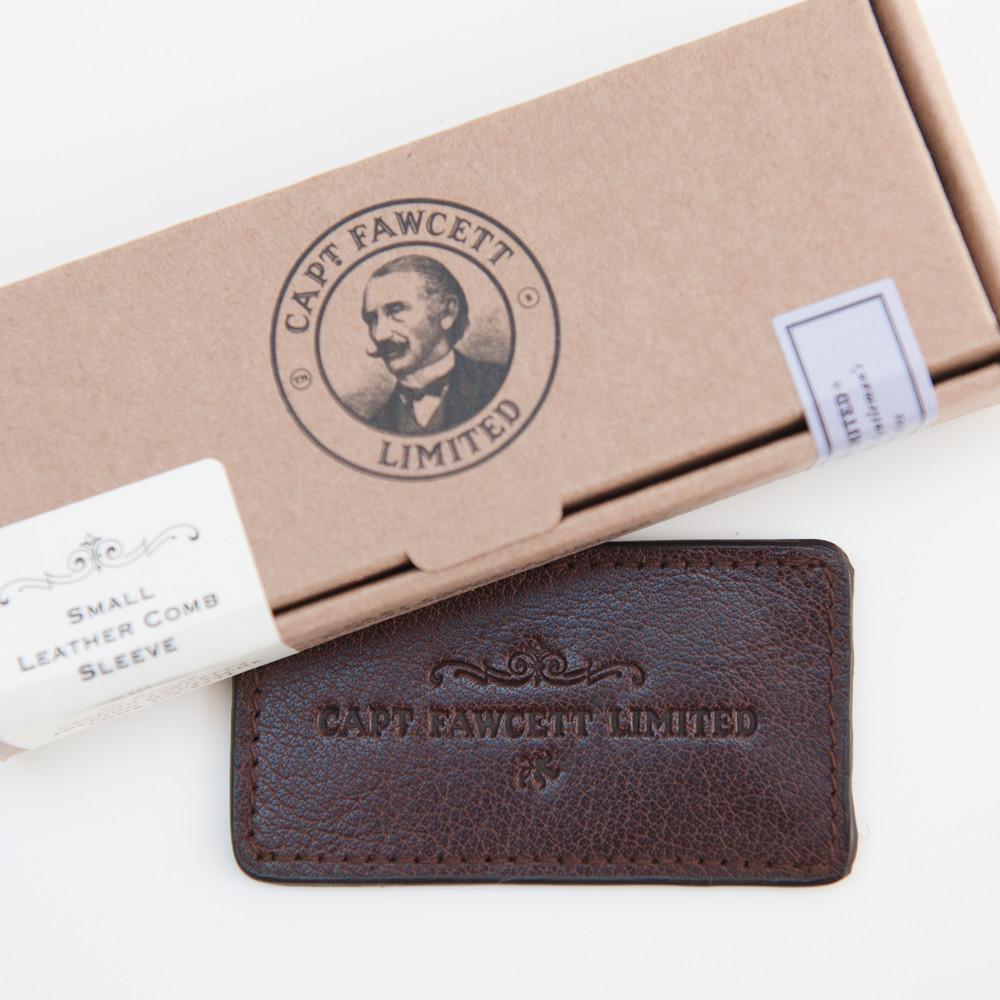 CAPT FAWCETT
LIMITED
SMALL
LEATHER COMB
SLEEVE
CAPT FAWCETT LIMITED